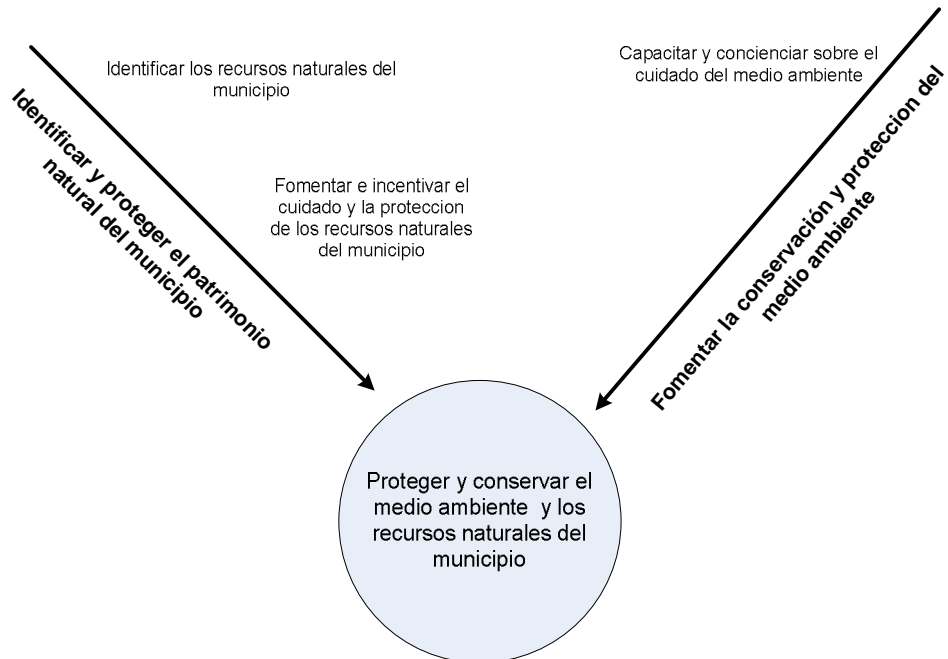 Identificar los recursos naturales del
municipio
Capacitar y concienciar sobre el
cuidado del medio ambiente
Identificar y proteger el patrimonio
natural del municipio
Fomentar e incentivar el
cuidado y la proteccion
de los recursos naturales
del municipio
Fomentar la conservación y proteccion del
medio ambiente
Proteger y conservar el
medio ambiente y los
recursos naturales del
municipio